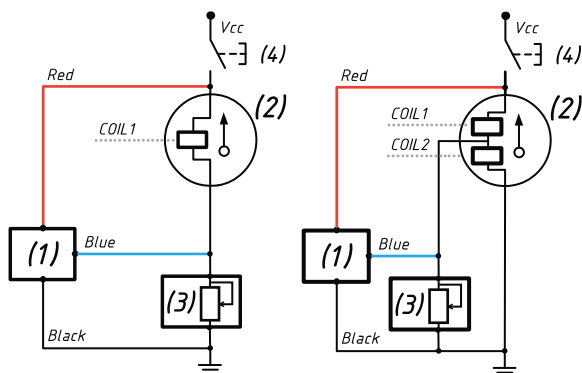 Vcc
(4)
Red
(2)
COIL1
(1)
Blue
(3)
Black
Vcc
(4)
Red
(2)
COIL1
COIL2
(1)
Blue
(3)
Black